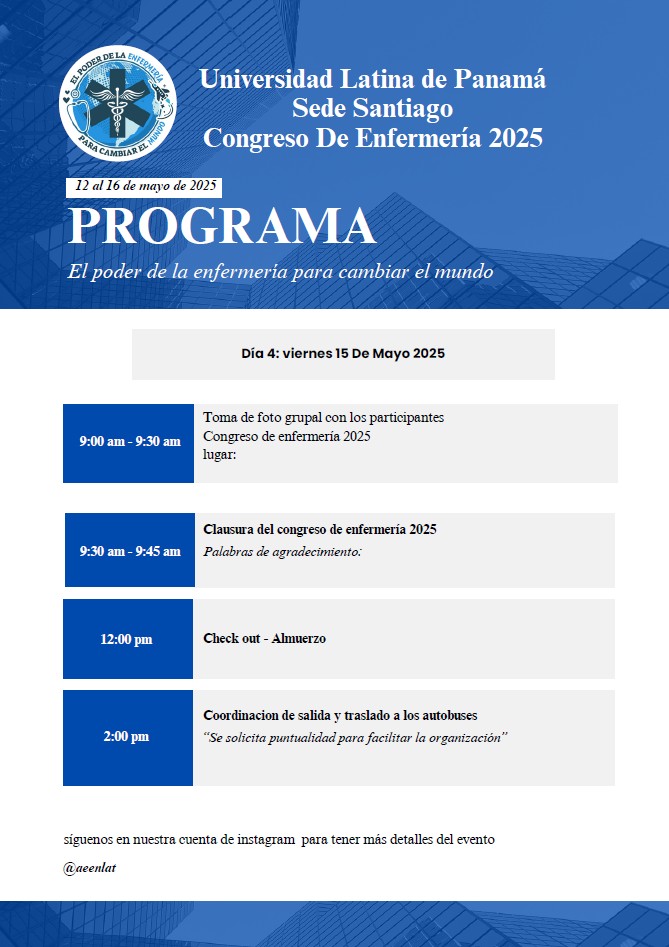 EL PODER DE LA ENFERMERÍA
PARA CAMBIAR EL MUNDO
Universidad Latina de Panamá
Sede Santiago
Congreso De Enfermería 2025
12 al 16 de mayo de 2025
PROGRAMA
El poder de la enfermería para cambiar el mundo
Día 4: viernes 15 De Mayo 2025
9:00 am - 9:30 am
Toma de foto grupal con los participantes
Congreso de enfermería 2025
lugar:
9:30 am - 9:45 am
Clausura del congreso de enfermería 2025
Palabras de agradecimiento:
12:00 pm
Check out - Almuerzo
2:00 pm
Coordinacion de salida y traslado a los autobuses
“Se solicita puntualidad para facilitar la organización”
síguenos en nuestra cuenta de instagram para tener más detalles del evento
@aeenlat